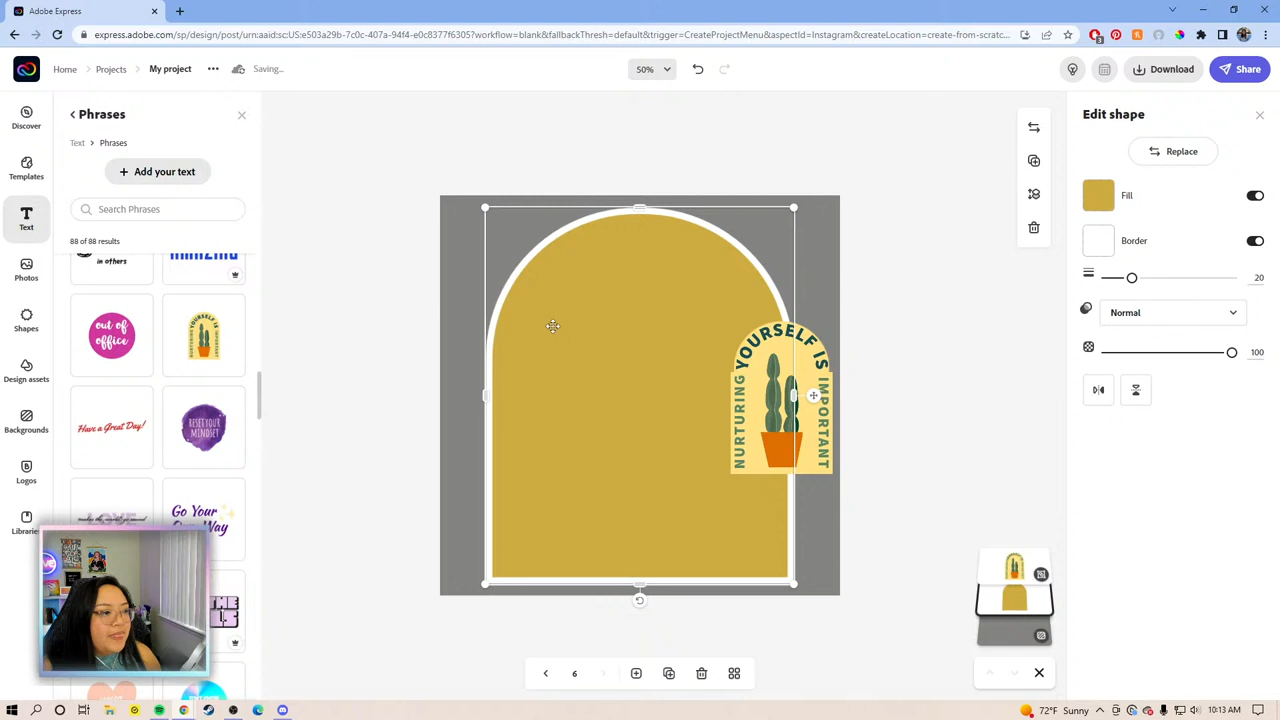 Adobe Express
express.adobe.com/sp/design/post/urn:aaid:sc:US:e503a29b-7c0c-407a-94f4-e0c8f7f6305?workflow=blank&fallbackThresh=default&trigger=CreateProjectMenu&aspectId=Instagram&createLocation=create-from-scratc...
Home
Projects
My project
Saving...
50%
Download
Share
Discover
Templates
Text
Photos
Shapes
Design assets
Backgrounds
Logos
Libraries
Phrases
Text
Phrases
Add your text
Search Phrases
88 of 88 results
in others
out of
office
NURTURING YOURSELF IS IMPORTANT
Have a Great Day!
RESET YOUR
MINDSET
Go Your
NURTURING YOURSELF IS IMPORTANT
6
Edit shape
Replace
Fill
Border
20
Normal
100
72°F Sunny
10:13 AM